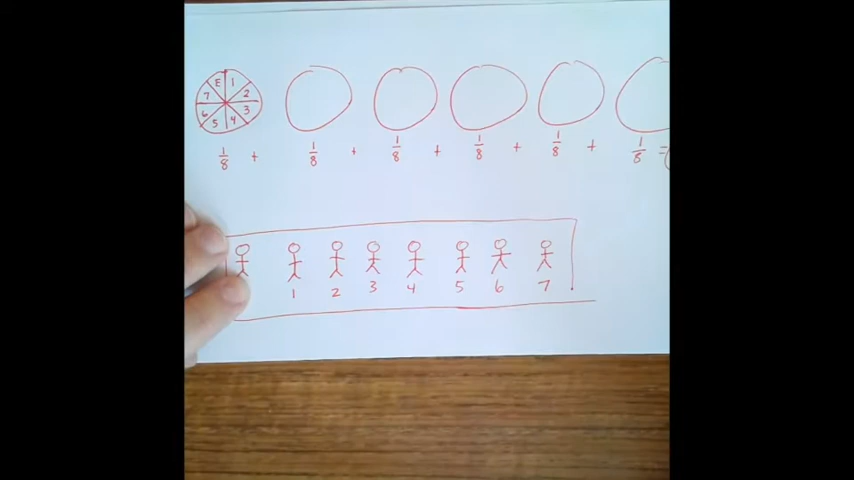 E 1 2 3 4 5 6 7
1/8 + 1/8 + 1/8 + 1/8 + 1/8 + 1/8 =
1 2 3 4 5 6 7